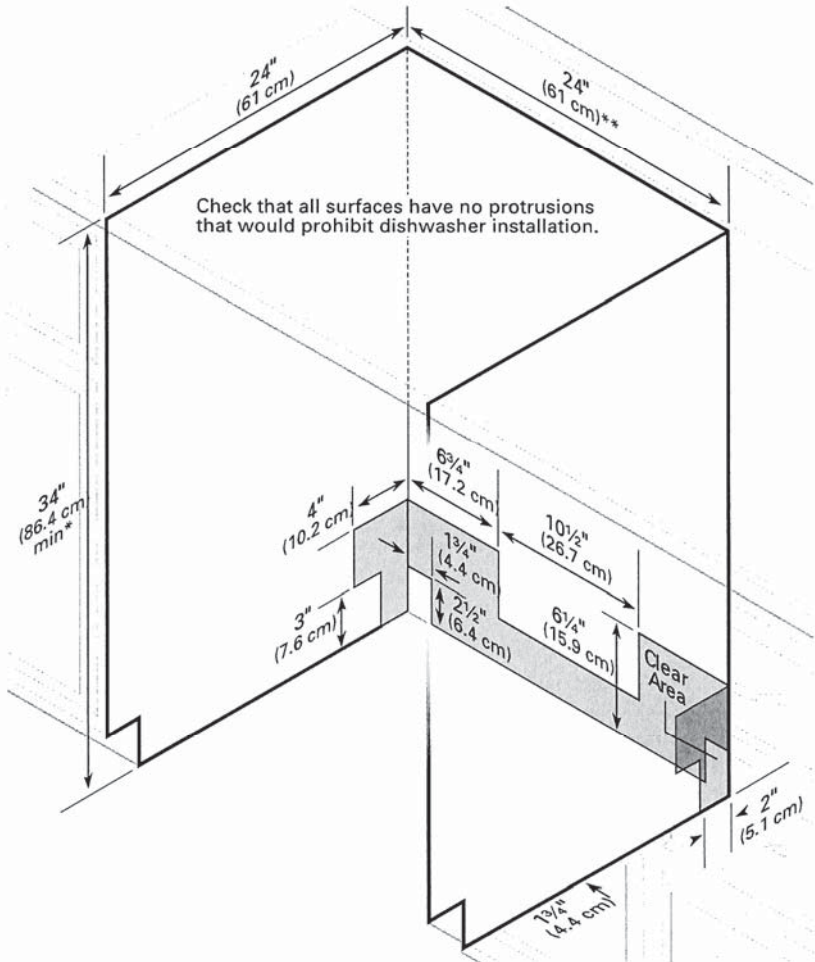 24"
(61 cm)
24"
(61 cm)**
Check that all surfaces have no protrusions
that would prohibit dishwasher installation.
34"
(86.4 cm
min*
4"
(10.2 cm)
6¾"
(17.2 cm)
1¾"
(4.4 cm)
10½"
(26.7 cm)
3"
(7.6 cm)
2½"
(6.4 cm)
6¼"
(15.9 cm)
Clear
Area
2"
(5.1 cm)
1¾"
(4.4 cm)